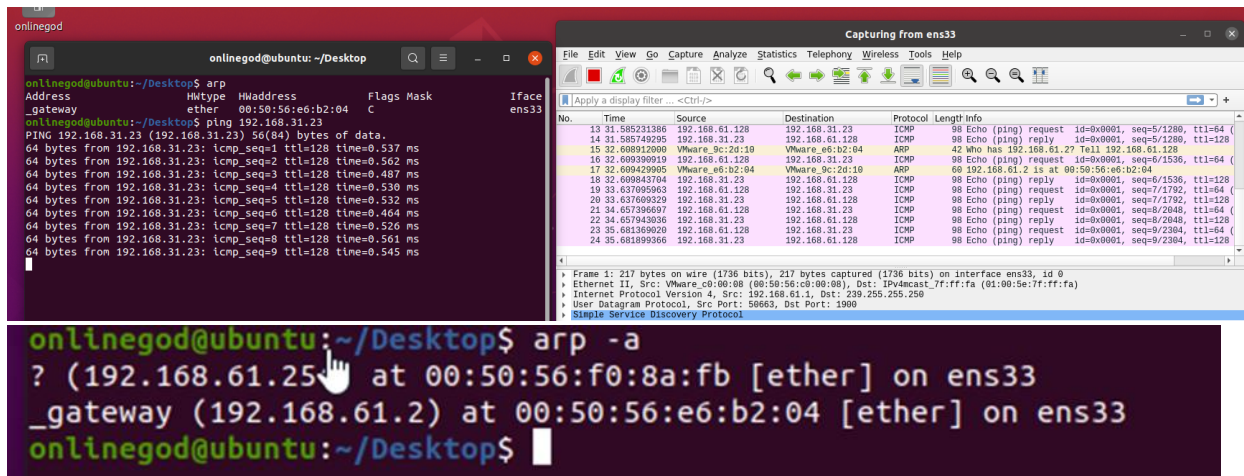 onlinegod
onlinegod@ubuntu: ~/Desktop
onlinegod@ubuntu:~/Desktop$ arp
Address HWtype HWaddress Flags Mask Iface
_gateway ether 00:50:56:e6:b2:04 C ens33
onlinegod@ubuntu:~/Desktop$ ping 192.168.31.23
PING 192.168.31.23 (192.168.31.23) 56(84) bytes of data.
64 bytes from 192.168.31.23: icmp_seq=1 ttl=128 time=0.537 ms
64 bytes from 192.168.31.23: icmp_seq=2 ttl=128 time=0.562 ms
64 bytes from 192.168.31.23: icmp_seq=3 ttl=128 time=0.487 ms
64 bytes from 192.168.31.23: icmp_seq=4 ttl=128 time=0.530 ms
64 bytes from 192.168.31.23: icmp_seq=5 ttl=128 time=0.532 ms
64 bytes from 192.168.31.23: icmp_seq=6 ttl=128 time=0.464 ms
64 bytes from 192.168.31.23: icmp_seq=7 ttl=128 time=0.526 ms
64 bytes from 192.168.31.23: icmp_seq=8 ttl=128 time=0.561 ms
64 bytes from 192.168.31.23: icmp_seq=9 ttl=128 time=0.545 ms
Capturing from ens33
File Edit View Go Capture Analyze Statistics Telephony Wireless Tools Help
Apply a display filter ... <Ctrl-/>
No. Time Source Destination Protocol Length Info
13 31.585231386 192.168.61.128 192.168.31.23 ICMP 98 Echo (ping) request id=0x0001, seq=5/1280, ttl=64 (
14 31.585749295 192.168.31.23 192.168.61.128 ICMP 98 Echo (ping) reply id=0x0001, seq=5/1280, ttl=128
15 32.608912000 VMware_9c:2d:10 VMware_e6:b2:04 ARP 42 Who has 192.168.61.2? Tell 192.168.61.128
16 32.609390919 192.168.61.128 192.168.31.23 ICMP 98 Echo (ping) request id=0x0001, seq=6/1536, ttl=64 (
17 32.609429905 VMware_e6:b2:04 VMware_9c:2d:10 ARP 60 192.168.61.2 is at 00:50:56:e6:b2:04
18 32.609843704 192.168.31.23 192.168.61.128 ICMP 98 Echo (ping) reply id=0x0001, seq=6/1536, ttl=128
19 33.637095963 192.168.61.128 192.168.31.23 ICMP 98 Echo (ping) request id=0x0001, seq=7/1792, ttl=64 (
20 33.637609329 192.168.31.23 192.168.61.128 ICMP 98 Echo (ping) reply id=0x0001, seq=7/1792, ttl=128
21 34.657396697 192.168.61.128 192.168.31.23 ICMP 98 Echo (ping) request id=0x0001, seq=8/2048, ttl=64 (
22 34.657943036 192.168.31.23 192.168.61.128 ICMP 98 Echo (ping) reply id=0x0001, seq=8/2048, ttl=128
23 35.681369020 192.168.61.128 192.168.31.23 ICMP 98 Echo (ping) request id=0x0001, seq=9/2304, ttl=64 (
24 35.681899366 192.168.31.23 192.168.61.128 ICMP 98 Echo (ping) reply id=0x0001, seq=9/2304, ttl=128
Frame 1: 217 bytes on wire (1736 bits), 217 bytes captured (1736 bits) on interface ens33, id 0
Ethernet II, Src: VMware_c0:00:08 (00:50:56:c0:00:08), Dst: IPv4mcast_7f:ff:fa (01:00:5e:7f:ff:fa)
Internet Protocol Version 4, Src: 192.168.61.1, Dst: 239.255.255.250
User Datagram Protocol, Src Port: 50663, Dst Port: 1900
Simple Service Discovery Protocol
onlinegod@ubuntu:~/Desktop$ arp -a
? (192.168.61.25 at 00:50:56:f0:8a:fb [ether] on ens33
_gateway (192.168.61.2) at 00:50:56:e6:b2:04 [ether] on ens33
onlinegod@ubuntu:~/Desktop$